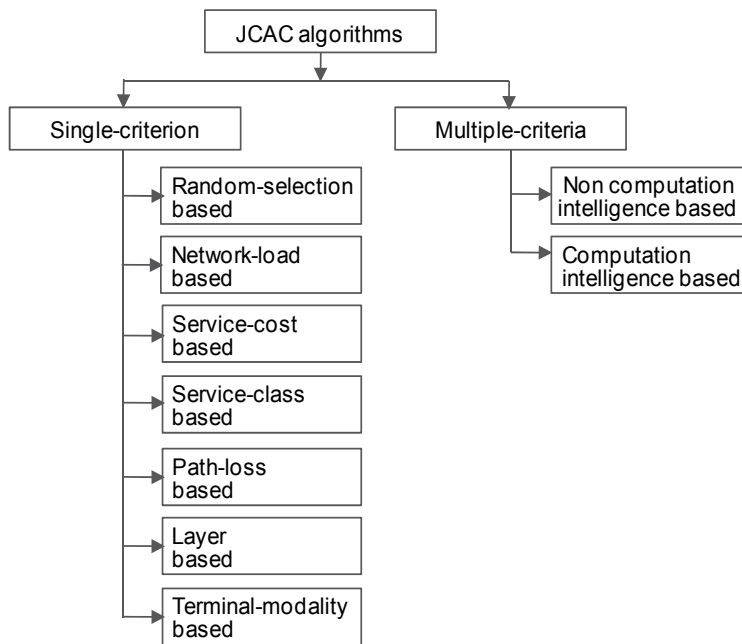 JCAC algorithms
Single-criterion
Multiple-criteria
Random-selection
based
Network-load
based
Service-cost
based
Service-class
based
Path-loss
based
Layer
based
Terminal-modality
based
Non computation
intelligence based
Computation
intelligence based